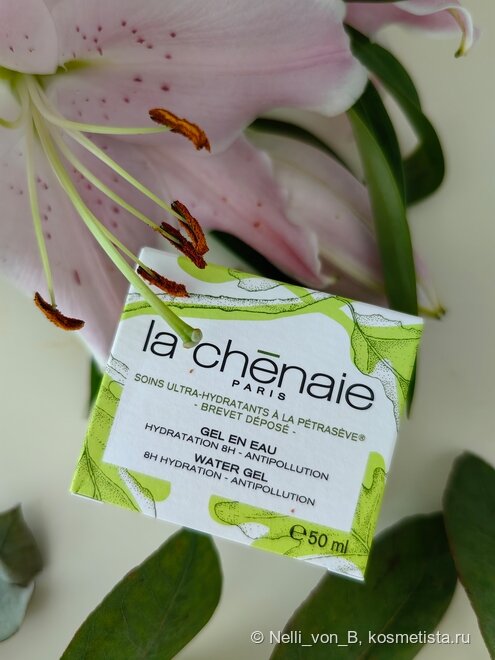 la chēnaie
PARIS
SOINS ULTRA-HYDRATANTS À LA PÉTRASÈVE®
- BREVET DÉPOSÉ -
GEL EN EAU
HYDRATATION 8H - ANTIPOLLUTION
WATER GEL
8H HYDRATION - ANTIPOLLUTION
℮50 ml
© Nelli_von_B, kosmetista.ru